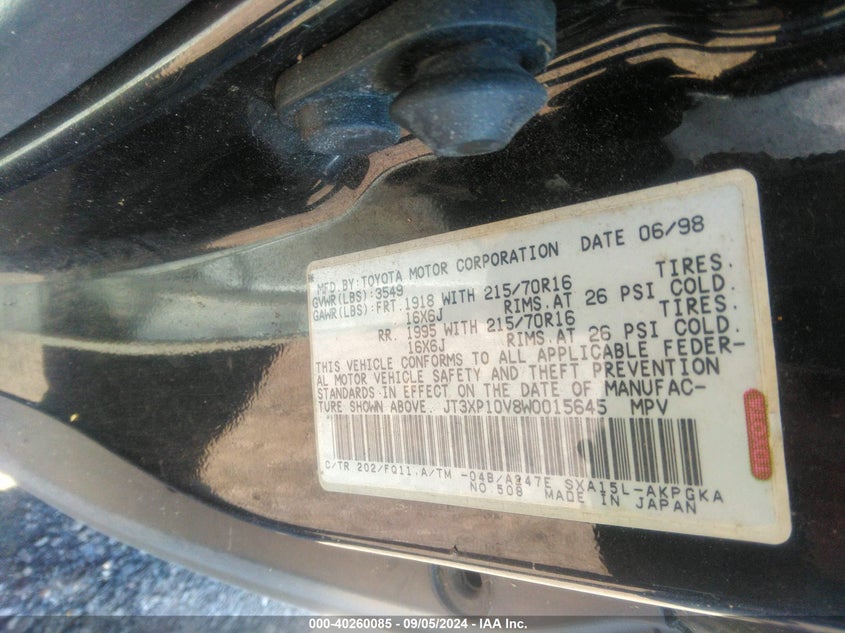 MFD.BY:TOYOTA MOTOR CORPORATION DATE 06/98
GVWR(LBS):3549
GAWR(LBS):FRT. 1918 WITH 215/70R16 TIRES.
16X6J RIMS.AT 26 PSI COLD.
RR. 1995 WITH 215/70R16 TIRES.
16X6J RIMS.AT 26 PSI COLD.
THIS VEHICLE CONFORMS TO ALL APPLICABLE FEDER-
AL MOTOR VEHICLE SAFETY AND THEFT PREVENTION
STANDARDS IN EFFECT ON THE DATE OF MANUFAC-
TURE SHOWN ABOVE. JT3XP10V8W0015645 MPV
C/TR 202/FQ11.A/TM -04B/A247E SXA15L-AKPGKA
NO.508 MADE IN JAPAN
000-40260085 - 09/05/2024 - IAA Inc.